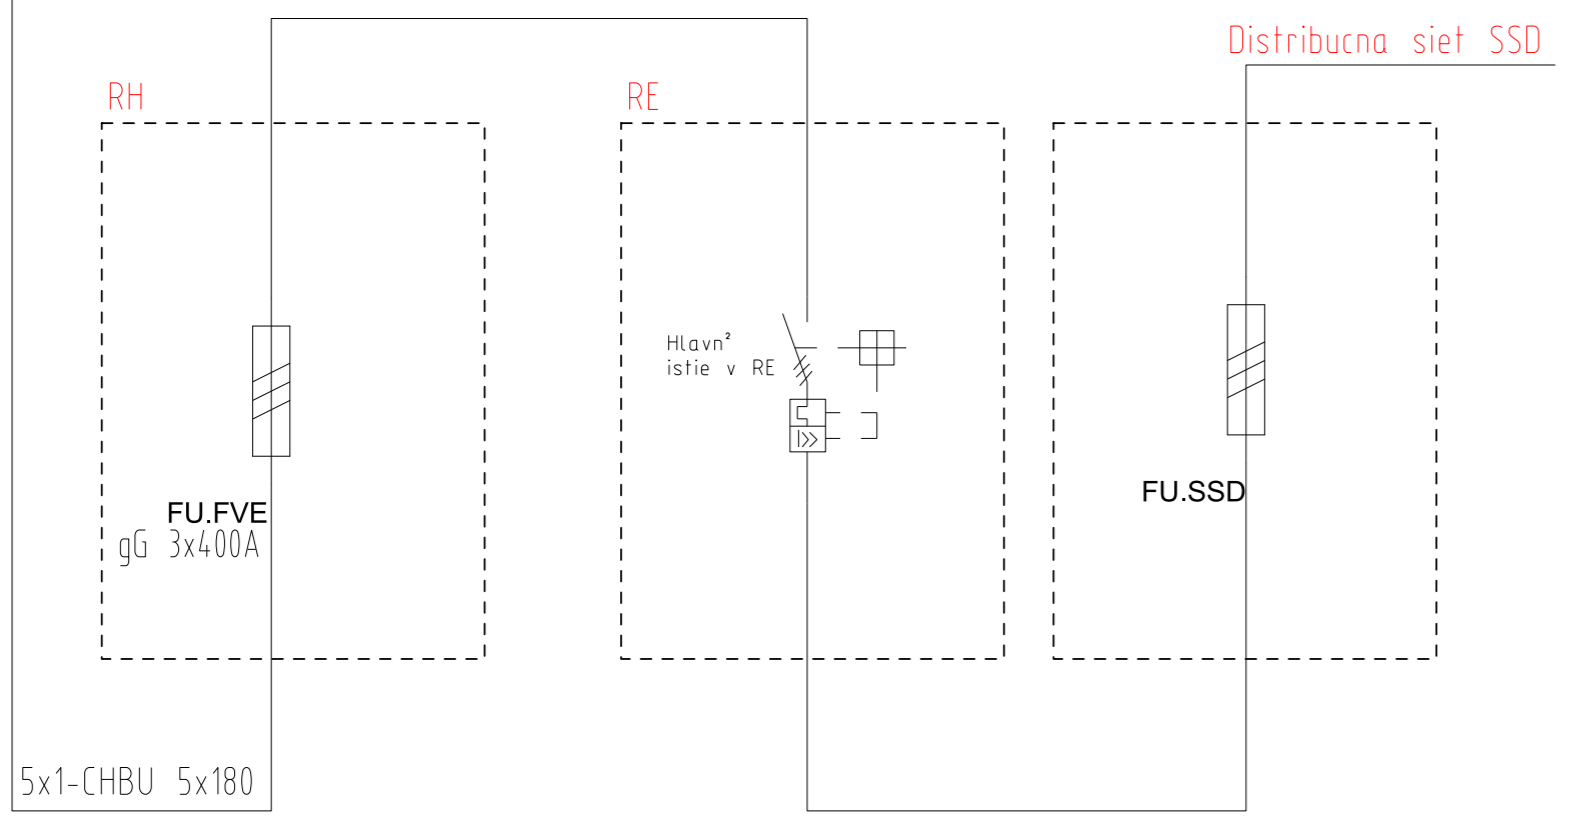 Distribucna siet SSD
RH
RE
Hlavn²
istie v RE
I>>
FU.SSD
FU.FVE
gG 3x400A
5x1-CHBU 5x180